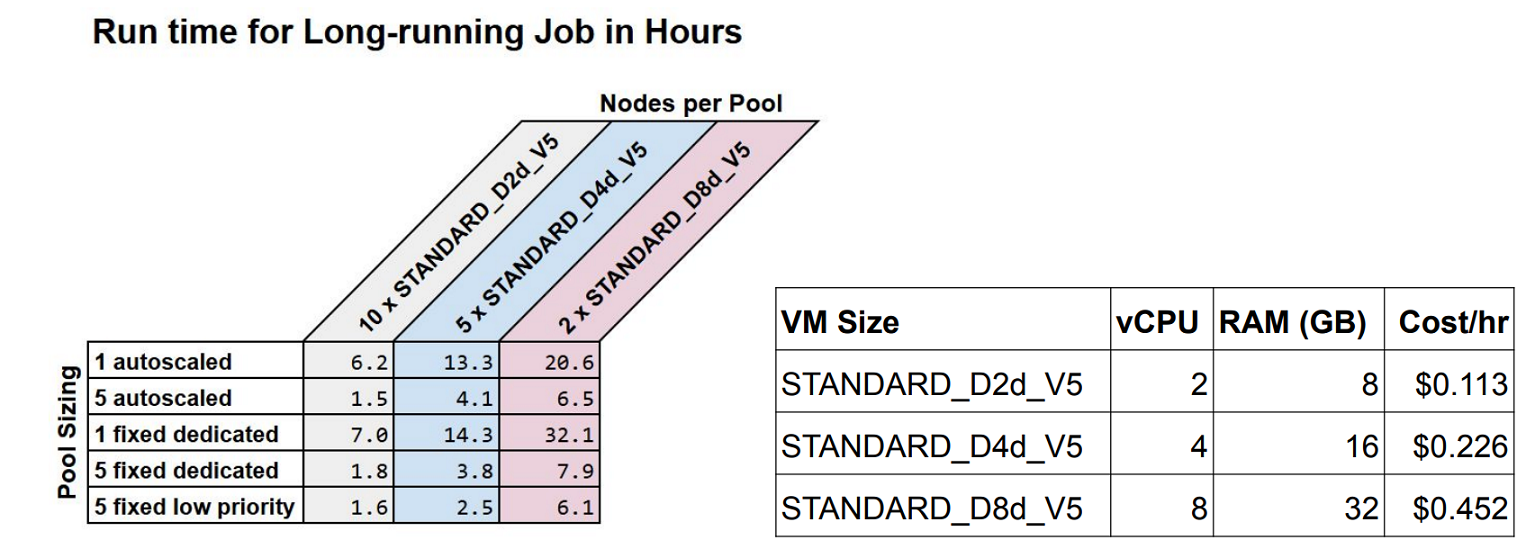 Run time for Long-running Job in Hours
Nodes per Pool
10 x STANDARD_D2d_V5
5 x STANDARD_D4d_V5
2 x STANDARD_D8d_V5
Pool Sizing
1 autoscaled 6.2 13.3 20.6
5 autoscaled 1.5 4.1 6.5
1 fixed dedicated 7.0 14.3 32.1
5 fixed dedicated 1.8 3.8 7.9
5 fixed low priority 1.6 2.5 6.1
VM Size vCPU RAM (GB) Cost/hr
STANDARD_D2d_V5 2 8 $0.113
STANDARD_D4d_V5 4 16 $0.226
STANDARD_D8d_V5 8 32 $0.452